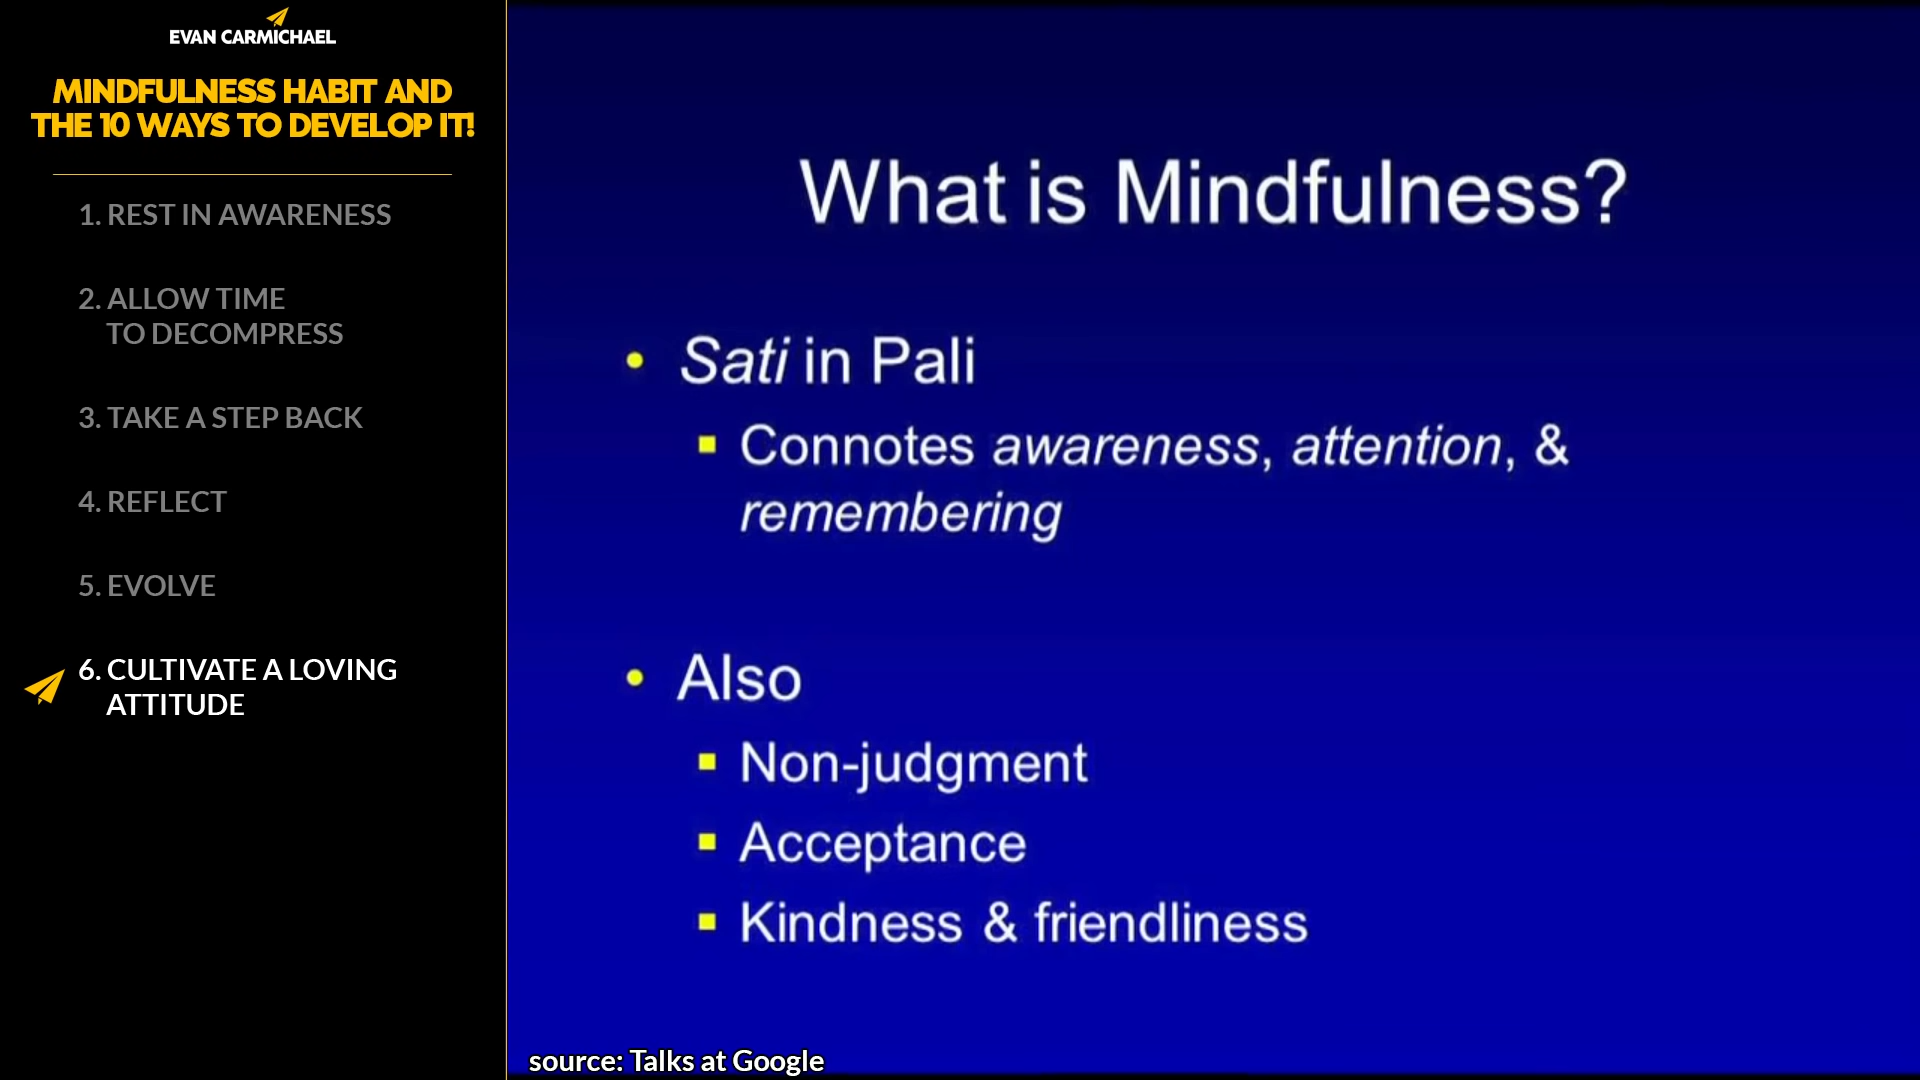 EVAN CARMICHAEL
MINDFULNESS HABIT AND
THE 10 WAYS TO DEVELOP IT!
1. REST IN AWARENESS
2. ALLOW TIME
TO DECOMPRESS
3. TAKE A STEP BACK
4. REFLECT
5. EVOLVE
6. CULTIVATE A LOVING
ATTITUDE
What is Mindfulness?
• Sati in Pali
▪ Connotes awareness, attention, &
remembering
• Also
▪ Non-judgment
▪ Acceptance
▪ Kindness & friendliness
source: Talks at Google